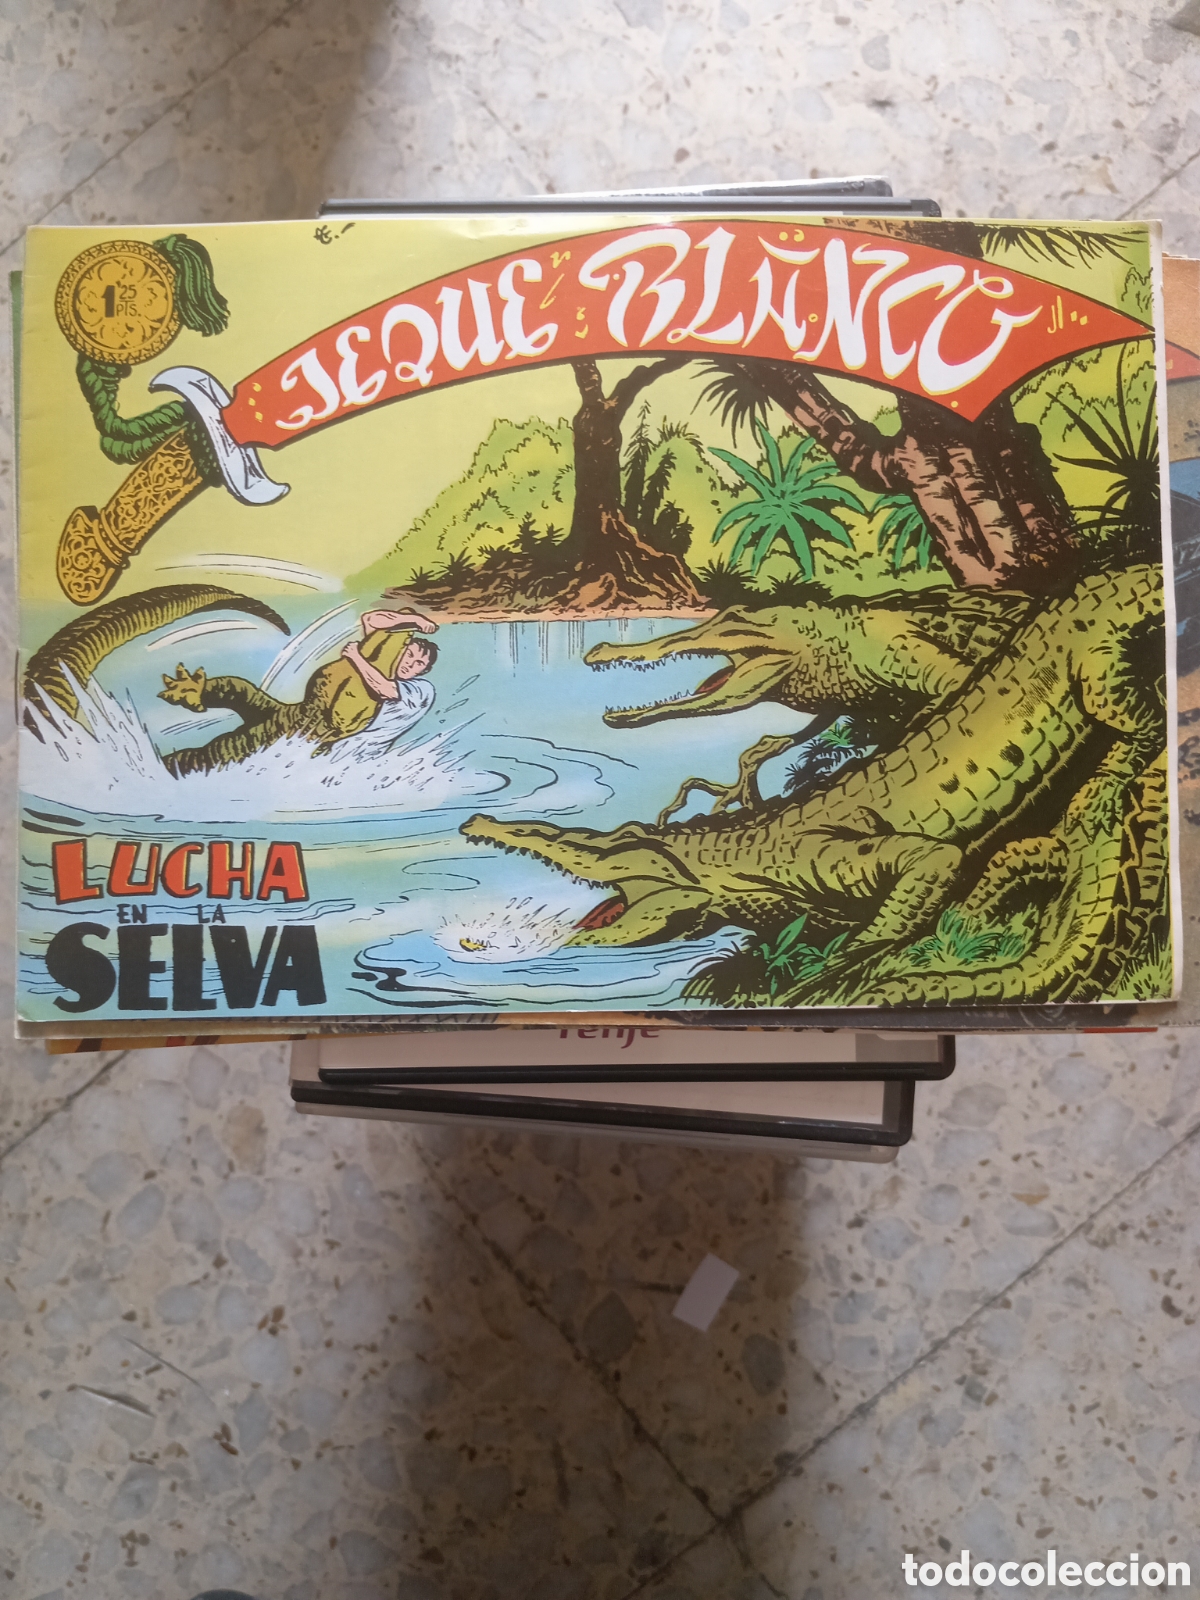 1'25
PTS.
JEQUE BLANCO
LUCHA
EN LA
SELVA
renfe
todocoleccion